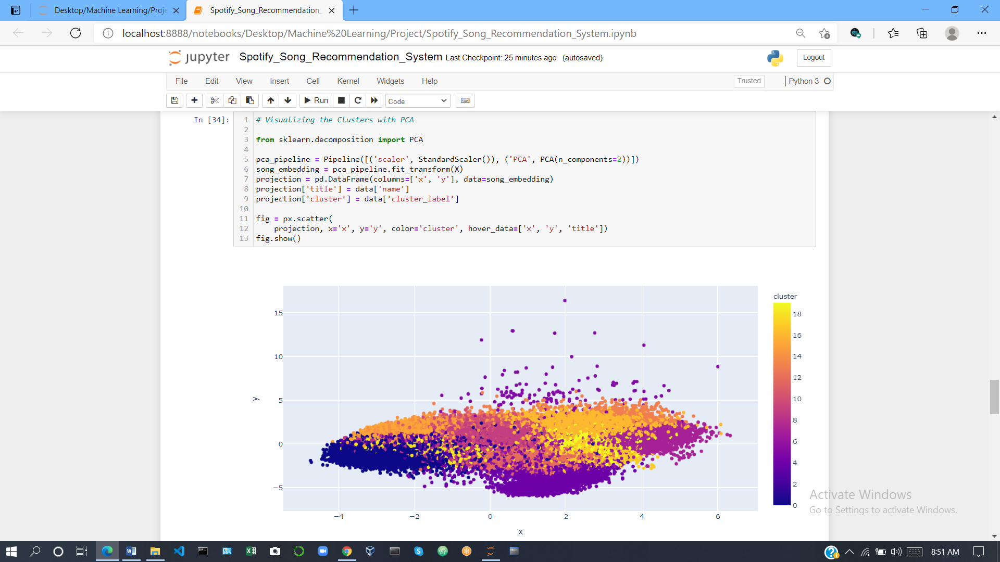 Desktop/Machine Learning/Proje
Spotify_Song_Recommendation_
localhost:8888/notebooks/Desktop/Machine%20Learning/Project/Spotify_Song_Recommendation_System.ipynb
jupyter Spotify_Song_Recommendation_System Last Checkpoint: 25 minutes ago (autosaved)
Logout
File Edit View Insert Cell Kernel Widgets Help
Trusted
Python 3
Run
Code
In [34]:
1 # Visualizing the Clusters with PCA
2
3 from sklearn.decomposition import PCA
4
5 pca_pipeline = Pipeline([('scaler', StandardScaler()), ('PCA', PCA(n_components=2))])
6 song_embedding = pca_pipeline.fit_transform(X)
7 projection = pd.DataFrame(columns=['x', 'y'], data=song_embedding)
8 projection['title'] = data['name']
9 projection['cluster'] = data['cluster_label']
10
11 fig = px.scatter(
12 projection, x='x', y='y', color='cluster', hover_data=['x', 'y', 'title'])
13 fig.show()
15
10
5
0
−5
y
−4 −2 0 2 4 6
x
cluster
18
16
14
12
10
8
6
4
2
0
Activate Windows
Go to Settings to activate Windows.
8:51 AM